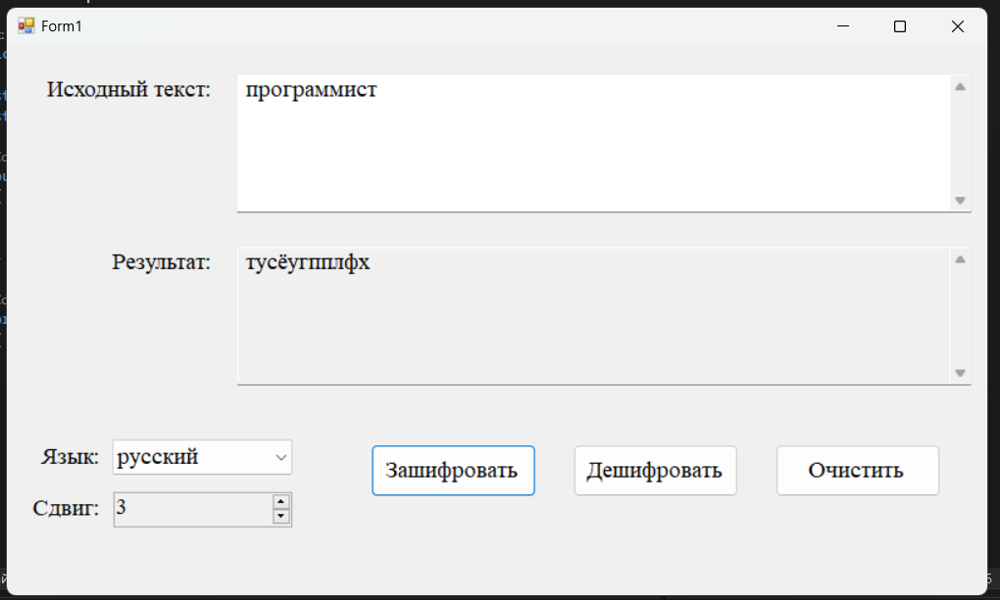 Form1
Исходный текст: программист
Результат: тусёугпплфх
Язык: русский
Зашифровать Дешифровать Очистить
Сдвиг: 3